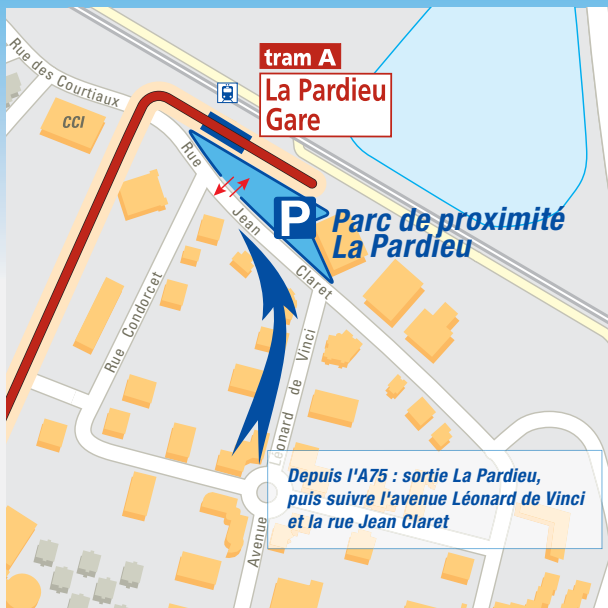 Rue des Courtiaux
CCI
tram A
La Pardieu
Gare
Rue Jean Claret
P
Parc de proximité
La Pardieu
Rue Condorcet
Avenue Léonard de Vinci
Depuis l'A75 : sortie La Pardieu,
puis suivre l'avenue Léonard de Vinci
et la rue Jean Claret